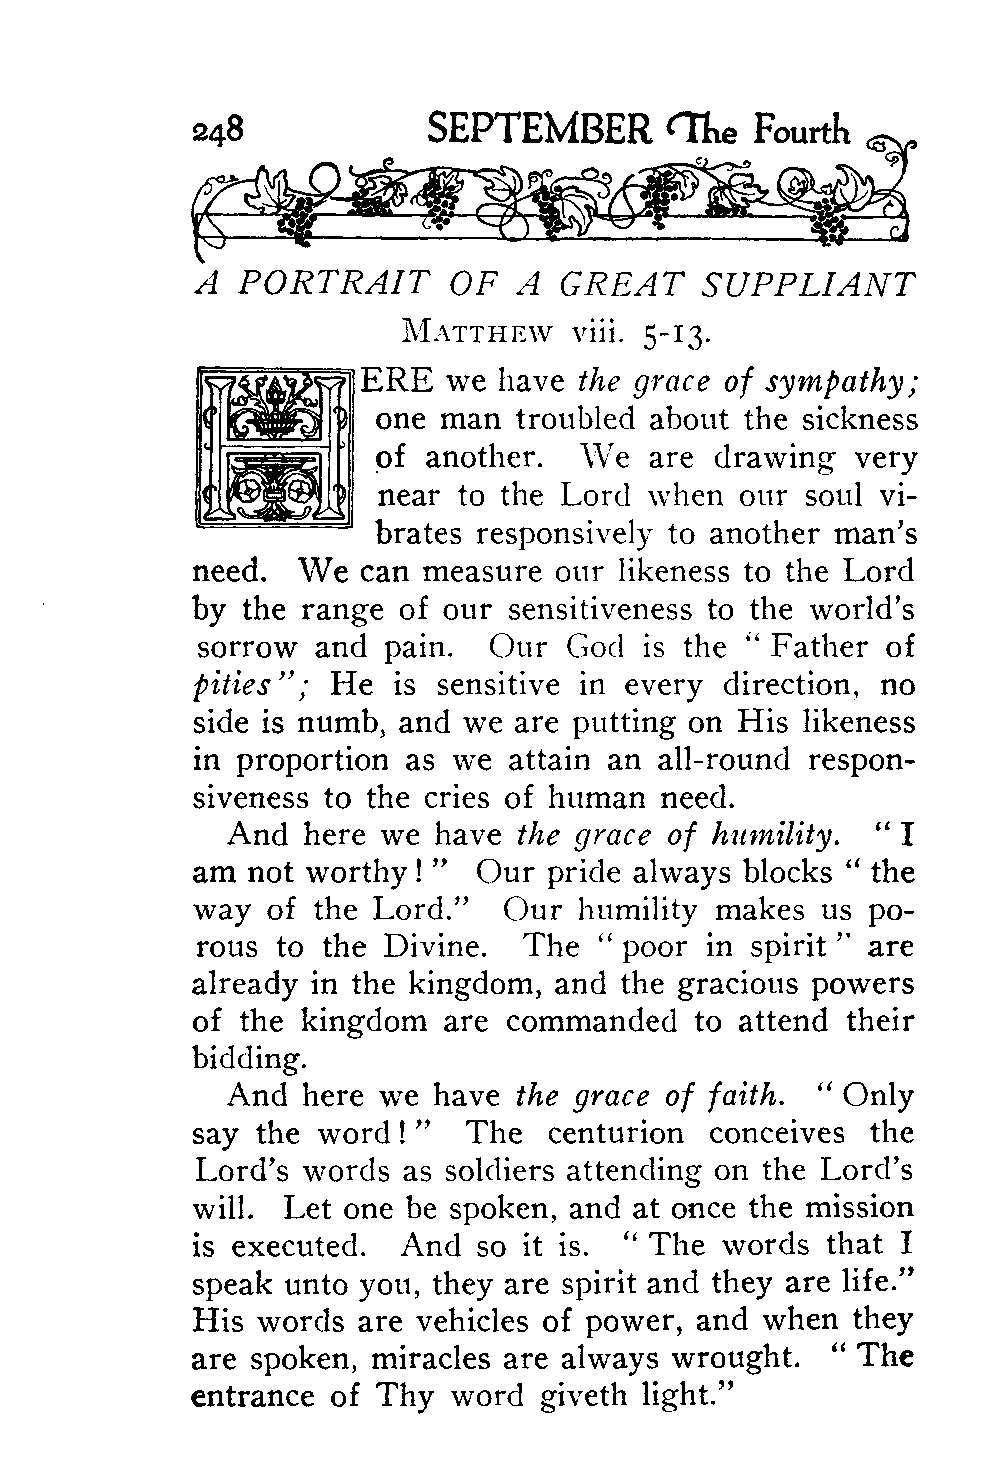 248 SEPTEMBER The Fourth
A PORTRAIT OF A GREAT SUPPLIANT
MATTHEW viii. 5-13.
HERE we have the grace of sympathy;
one man troubled about the sickness
of another. We are drawing very
near to the Lord when our soul vi-
brates responsively to another man's
need. We can measure our likeness to the Lord
by the range of our sensitiveness to the world's
sorrow and pain. Our God is the “ Father of
pities”; He is sensitive in every direction, no
side is numb, and we are putting on His likeness
in proportion as we attain an all-round respon-
siveness to the cries of human need.
And here we have the grace of humility. “ I
am not worthy! ” Our pride always blocks “ the
way of the Lord.” Our humility makes us po-
rous to the Divine. The “ poor in spirit ” are
already in the kingdom, and the gracious powers
of the kingdom are commanded to attend their
bidding.
And here we have the grace of faith. “ Only
say the word! ” The centurion conceives the
Lord's words as soldiers attending on the Lord's
will. Let one be spoken, and at once the mission
is executed. And so it is. “ The words that I
speak unto you, they are spirit and they are life.”
His words are vehicles of power, and when they
are spoken, miracles are always wrought. “ The
entrance of Thy word giveth light.”